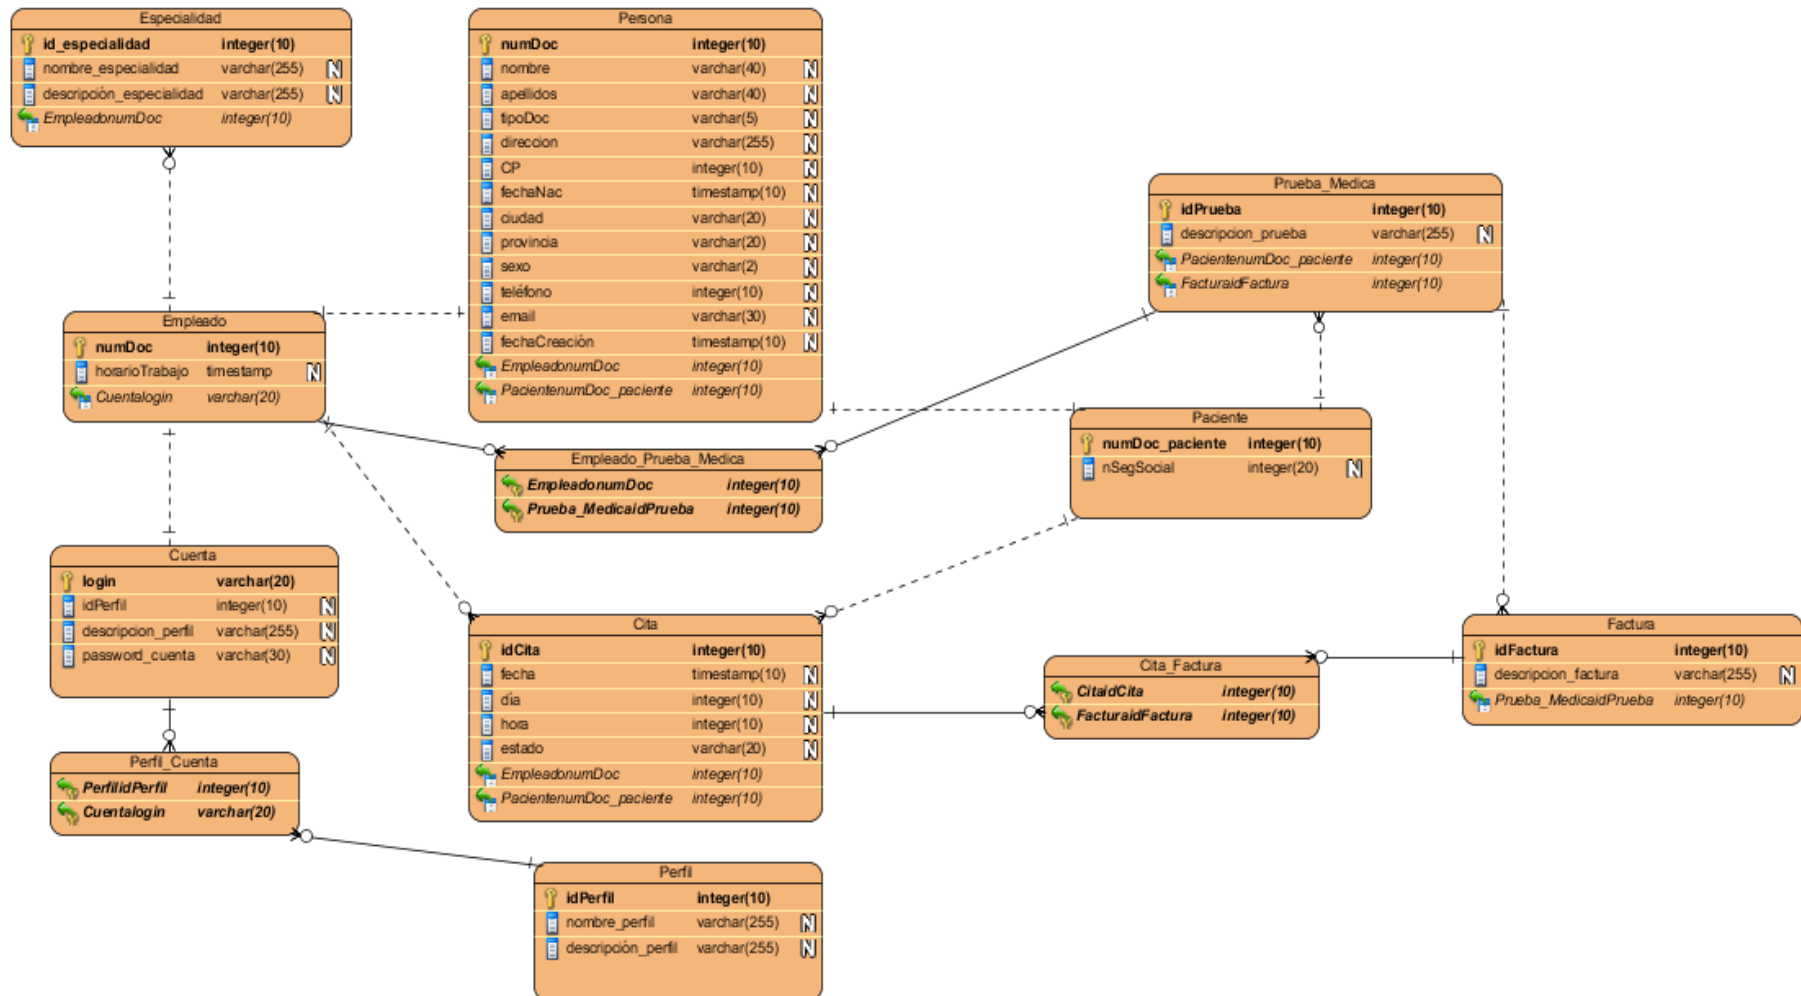 Especialidad
id_especialidad integer(10)
nombre_especialidad varchar(255) N
descripción_especialidad varchar(255) N
EmpleadonumDoc integer(10)
Persona
numDoc integer(10)
nombre varchar(40) N
apellidos varchar(40) N
tipoDoc varchar(5) N
direccion varchar(255) N
CP integer(10) N
fechaNac timestamp(10) N
ciudad varchar(20) N
provincia varchar(20) N
sexo varchar(2) N
teléfono integer(10) N
email varchar(30) N
fechaCreación timestamp(10) N
EmpleadonumDoc integer(10)
PacientenumDoc_paciente integer(10)
Prueba_Medica
idPrueba integer(10)
descripcion_prueba varchar(255) N
PacientenumDoc_paciente integer(10)
FacturaidFactura integer(10)
Empleado
numDoc integer(10)
horarioTrabajo timestamp N
Cuentalogin varchar(20)
Paciente
numDoc_paciente integer(10)
nSegSocial integer(20) N
Empleado_Prueba_Medica
EmpleadonumDoc integer(10)
Prueba_MedicaidPrueba integer(10)
Cuenta
login varchar(20)
idPerfil integer(10) N
descripcion_perfil varchar(255) N
password_cuenta varchar(30) N
Cita
idCita integer(10)
fecha timestamp(10) N
día integer(10) N
hora integer(10) N
estado varchar(20) N
EmpleadonumDoc integer(10)
PacientenumDoc_paciente integer(10)
Cita_Factura
CitaidCita integer(10)
FacturaidFactura integer(10)
Factura
idFactura integer(10)
descripcion_factura varchar(255) N
Prueba_MedicaidPrueba integer(10)
Perfil_Cuenta
PerfilidPerfil integer(10)
Cuentalogin varchar(20)
Perfil
idPerfil integer(10)
nombre_perfil varchar(255) N
descripción_perfil varchar(255) N